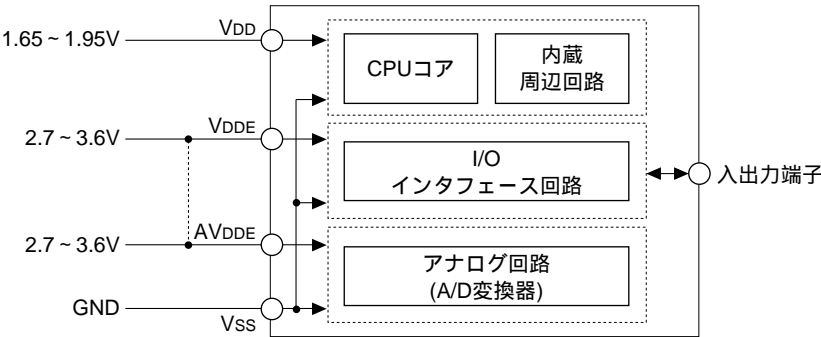 VDD
1.65 ~ 1.95V
CPUコア
内蔵
周辺回路
VDDE
2.7 ~ 3.6V
I/O
インタフェース回路
入出力端子
AVDDE
2.7 ~ 3.6V
アナログ回路
(A/D変換器)
GND
VSS